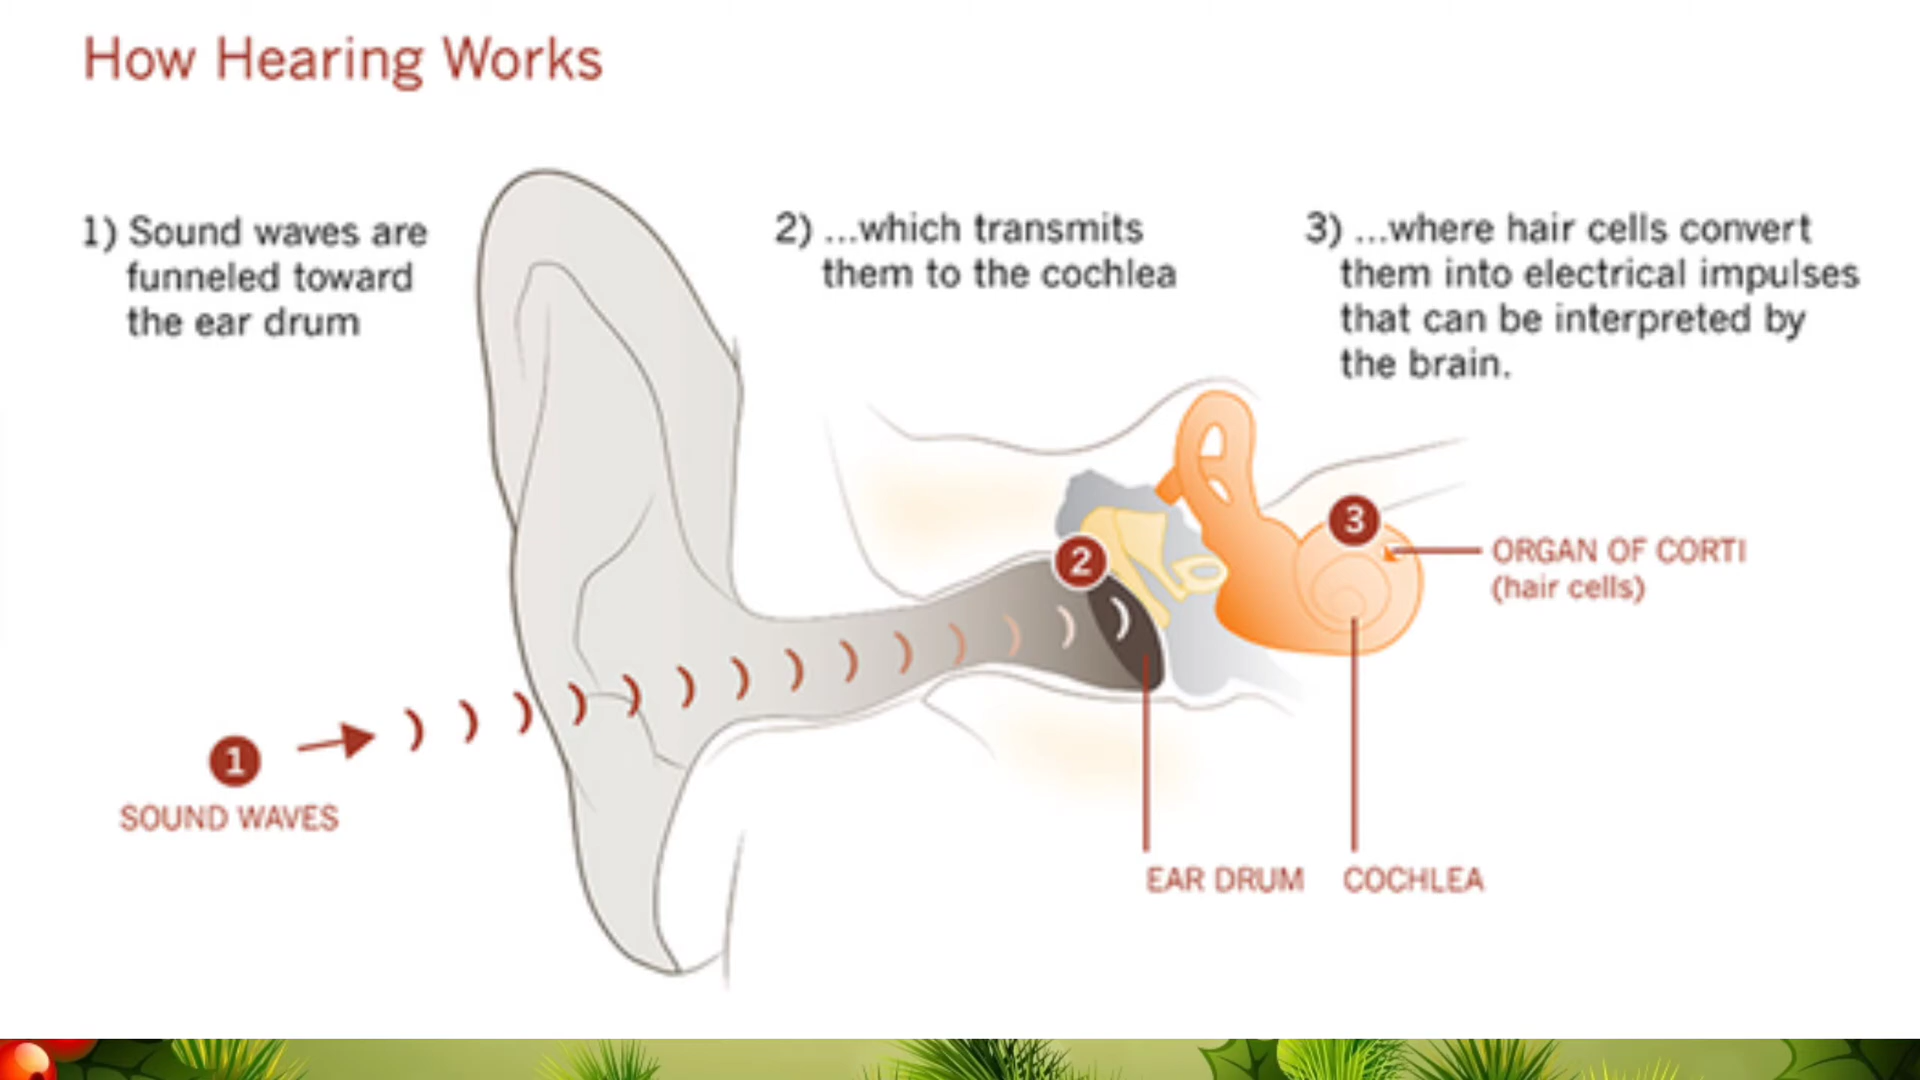 How Hearing Works
1) Sound waves are
funneled toward
the ear drum
2) ...which transmits
them to the cochlea
3) ...where hair cells convert
them into electrical impulses
that can be interpreted by
the brain.
3
2
ORGAN OF CORTI
(hair cells)
1
SOUND WAVES
EAR DRUM
COCHLEA